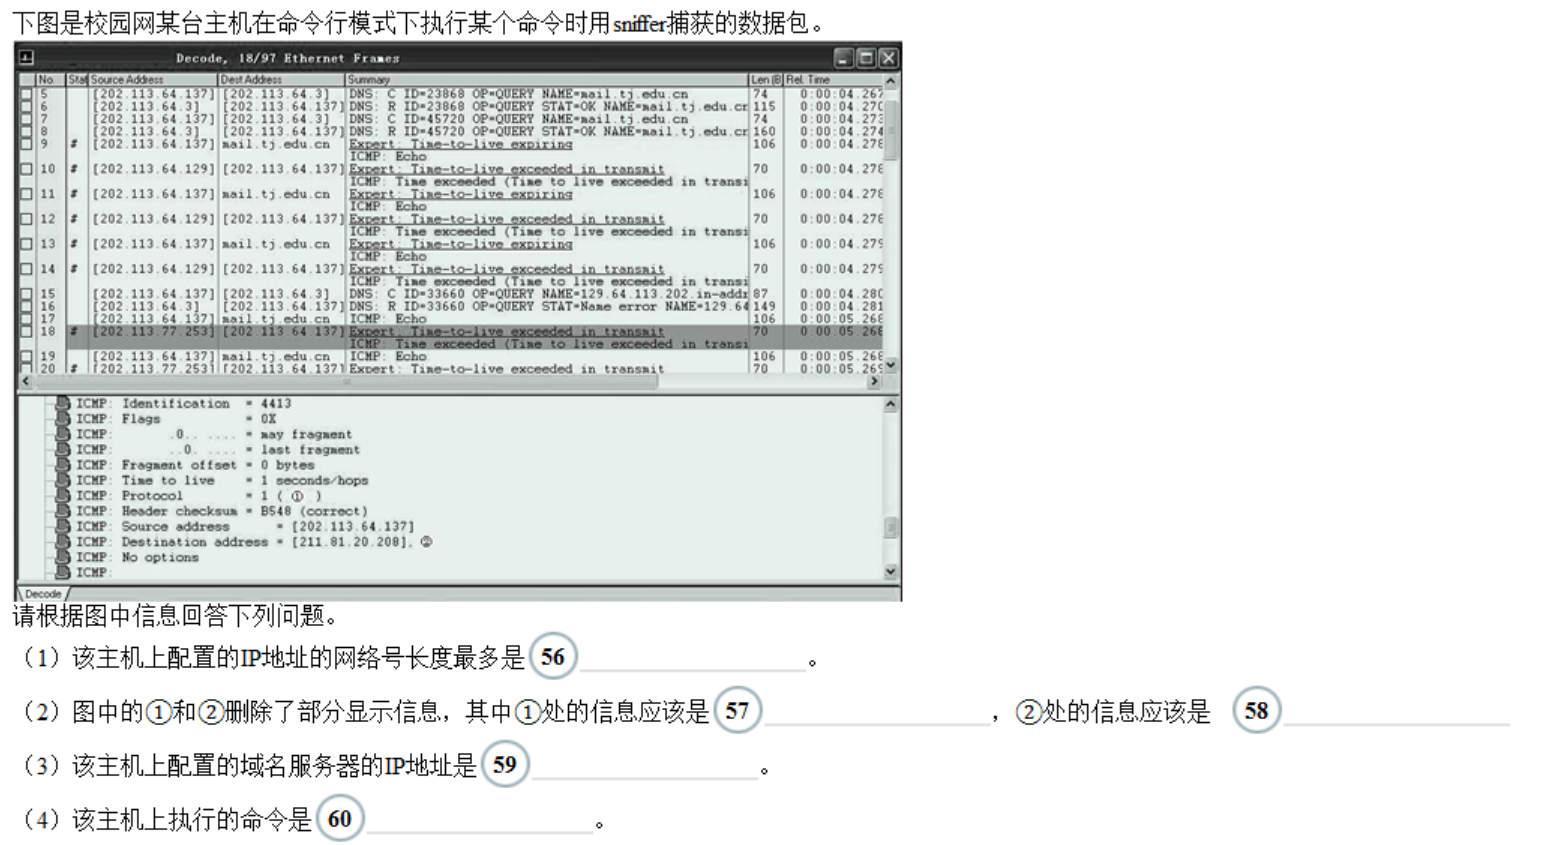 下图是校园网某台主机在命令行模式下执行某个命令时用sniffer捕获的数据包。
Decode, 18/97 Ethernet Frames
No. Stat Source Address Dest Address Summary Len (B Rel. Time
5 [202.113.64.137] [202.113.64.3] DNS: C ID=23868 OP=QUERY NAME=mail.tj.edu.cn 74 0:00:04.267
6 [202.113.64.3] [202.113.64.137] DNS: R ID=23868 OP=QUERY STAT=OK NAME=mail.tj.edu.cr 115 0:00:04.270
7 [202.113.64.137] [202.113.64.3] DNS: C ID=45720 OP=QUERY NAME=mail.tj.edu.cn 74 0:00:04.273
8 [202.113.64.3] [202.113.64.137] DNS: R ID=45720 OP=QUERY STAT=OK NAME=mail.tj.edu.cr 160 0:00:04.274
9 # [202.113.64.137] mail.tj.edu.cn Expert: Time-to-live expiring 106 0:00:04.278
ICMP: Echo
10 # [202.113.64.129] [202.113.64.137] Expert: Time-to-live exceeded in transmit 70 0:00:04.278
ICMP: Time exceeded (Time to live exceeded in transi
11 # [202.113.64.137] mail.tj.edu.cn Expert: Time-to-live expiring 106 0:00:04.278
ICMP: Echo
12 # [202.113.64.129] [202.113.64.137] Expert: Time-to-live exceeded in transmit 70 0:00:04.278
ICMP: Time exceeded (Time to live exceeded in transi
13 # [202.113.64.137] mail.tj.edu.cn Expert: Time-to-live expiring 106 0:00:04.279
ICMP: Echo
14 # [202.113.64.129] [202.113.64.137] Expert: Time-to-live exceeded in transmit 70 0:00:04.279
ICMP: Time exceeded (Time to live exceeded in transi
15 [202.113.64.137] [202.113.64.3] DNS: C ID=33660 OP=QUERY NAME=129.64.113.202.in-addr 87 0:00:04.280
16 [202.113.64.3] [202.113.64.137] DNS: R ID=33660 OP=QUERY STAT=Name error NAME=129.64 149 0:00:04.281
17 [202.113.64.137] mail.tj.edu.cn ICMP: Echo 106 0:00:05.268
18 # [202.113.77.253] [202.113.64.137] Expert: Time-to-live exceeded in transmit 70 0:00:05.268
ICMP: Time exceeded (Time to live exceeded in transi
19 [202.113.64.137] mail.tj.edu.cn ICMP: Echo 106 0:00:05.268
20 # [202.113.77.253] [202.113.64.137] Expert: Time-to-live exceeded in transmit 70 0:00:05.269
ICMP: Identification = 4413
ICMP: Flags = 0X
ICMP: .0.. .... = may fragment
ICMP: ..0. .... = last fragment
ICMP: Fragment offset = 0 bytes
ICMP: Time to live = 1 seconds/hops
ICMP: Protocol = 1 ( ① )
ICMP: Header checksum = B548 (correct)
ICMP: Source address = [202.113.64.137]
ICMP: Destination address = [211.81.20.208], ②
ICMP: No options
ICMP:
Decode
请根据图中信息回答下列问题。
（1）该主机上配置的IP地址的网络号长度最多是 56 。
（2）图中的①和②删除了部分显示信息，其中①处的信息应该是 57 ，②处的信息应该是 58
（3）该主机上配置的域名服务器的IP地址是 59 。
（4）该主机上执行的命令是 60 。